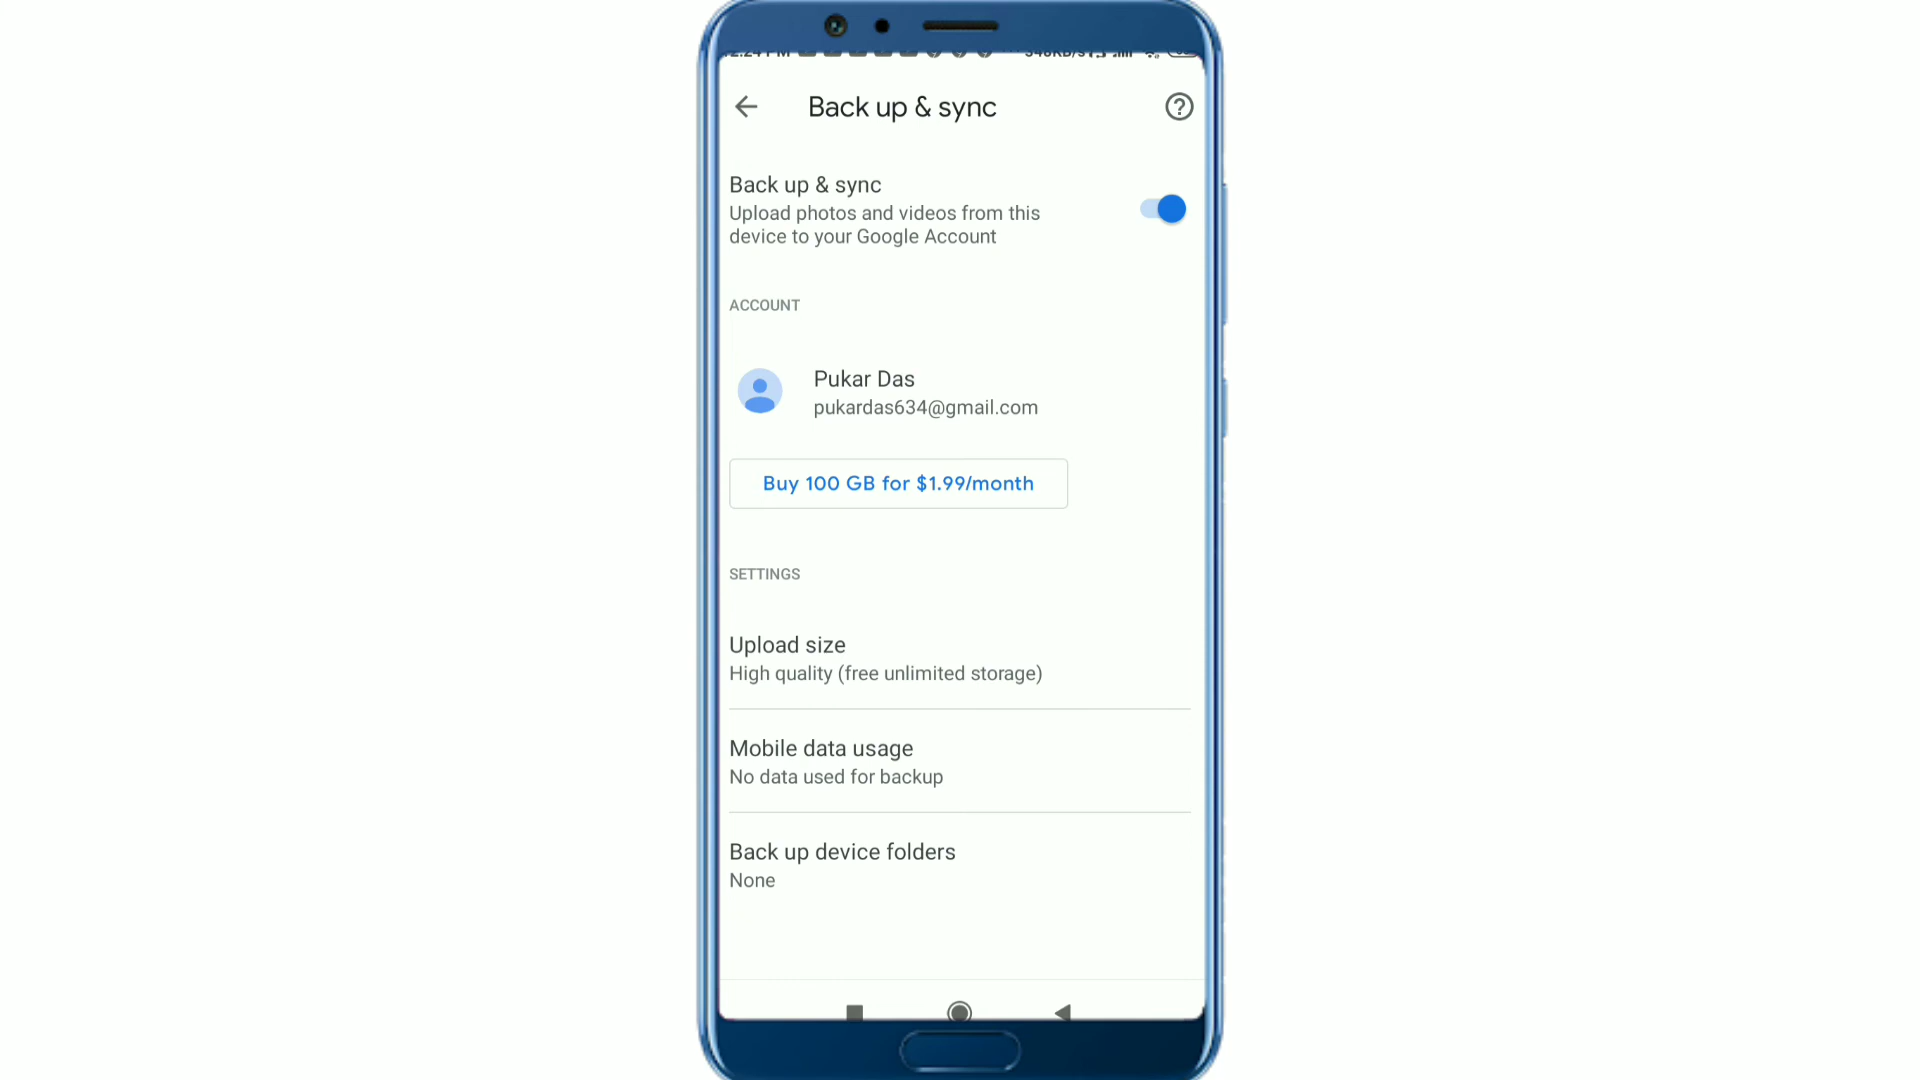 Back up & sync
Back up & sync
Upload photos and videos from this
device to your Google Account
ACCOUNT
Pukar Das
pukardas634@gmail.com
Buy 100 GB for $1.99/month
SETTINGS
Upload size
High quality (free unlimited storage)
Mobile data usage
No data used for backup
Back up device folders
None